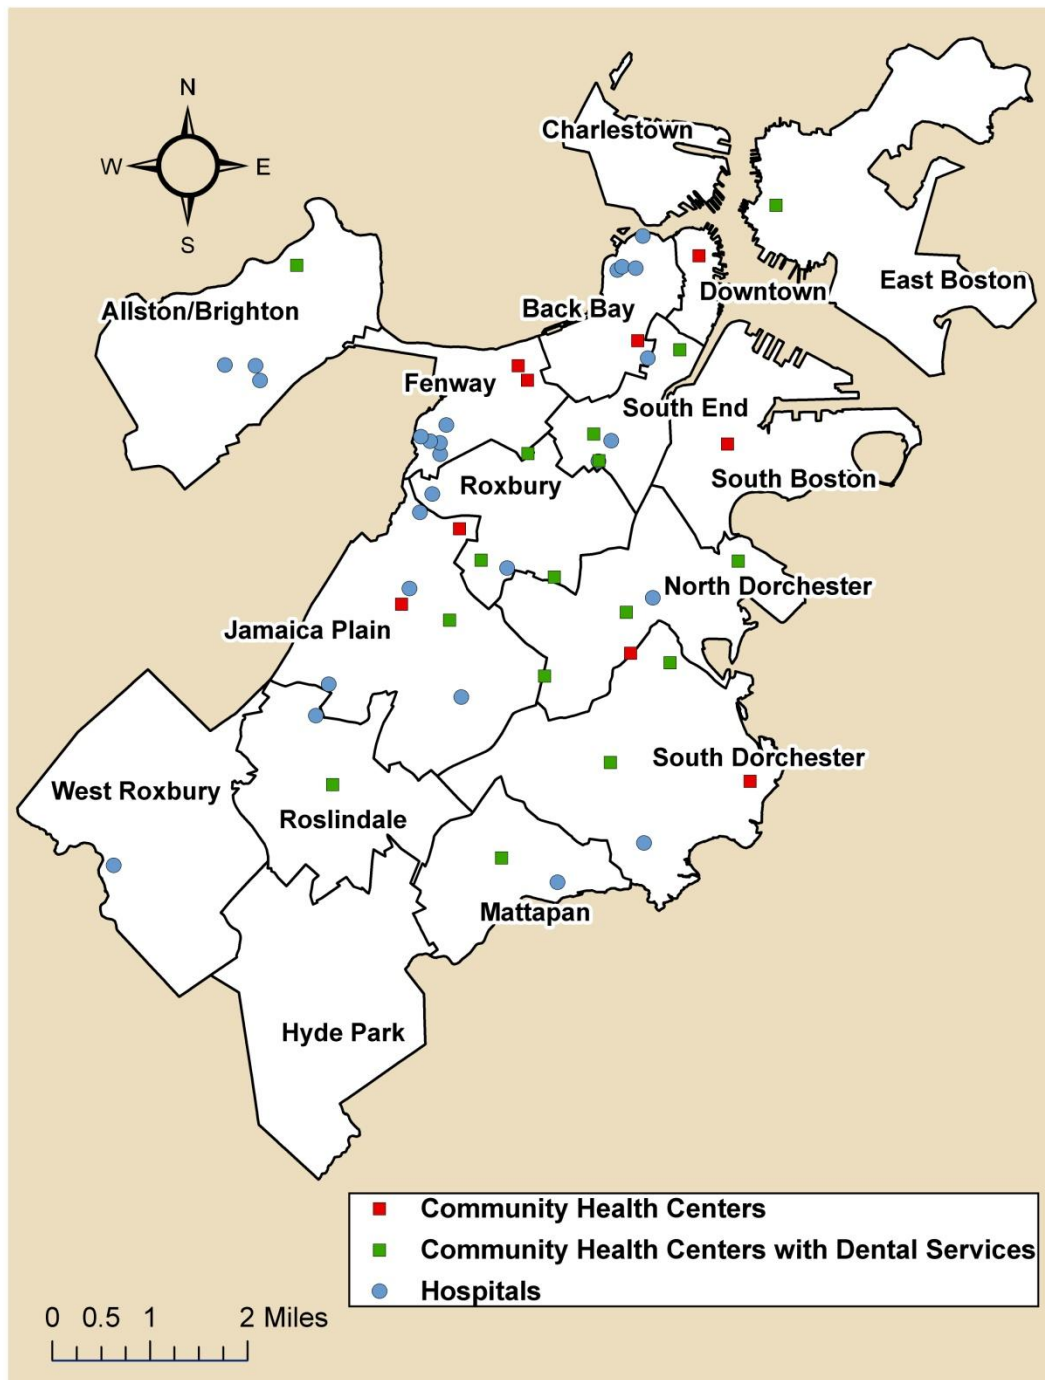 N
W E
S
Charlestown
East Boston
Downtown
Allston/Brighton
Back Bay
Fenway
South End
South Boston
Roxbury
North Dorchester
Jamaica Plain
South Dorchester
West Roxbury
Roslindale
Mattapan
Hyde Park
Community Health Centers
Community Health Centers with Dental Services
Hospitals
0 0.5 1 2 Miles